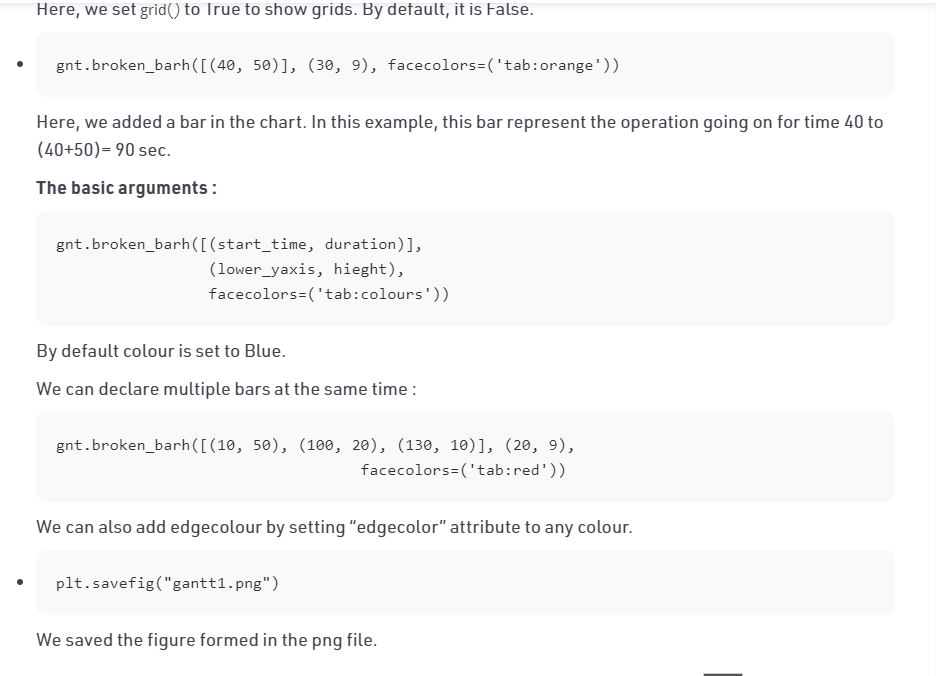 Here, we set grid() to True to show grids. By default, it is False.
gnt.broken_barh([(40, 50)], (30, 9), facecolors=('tab:orange'))
Here, we added a bar in the chart. In this example, this bar represent the operation going on for time 40 to
(40+50)= 90 sec.
The basic arguments :
gnt.broken_barh([(start_time, duration)],
(lower_yaxis, hieght),
facecolors=('tab:colours'))
By default colour is set to Blue.
We can declare multiple bars at the same time :
gnt.broken_barh([(10, 50), (100, 20), (130, 10)], (20, 9),
facecolors=('tab:red'))
We can also add edgecolour by setting “edgecolor” attribute to any colour.
plt.savefig("gantt1.png")
We saved the figure formed in the png file.